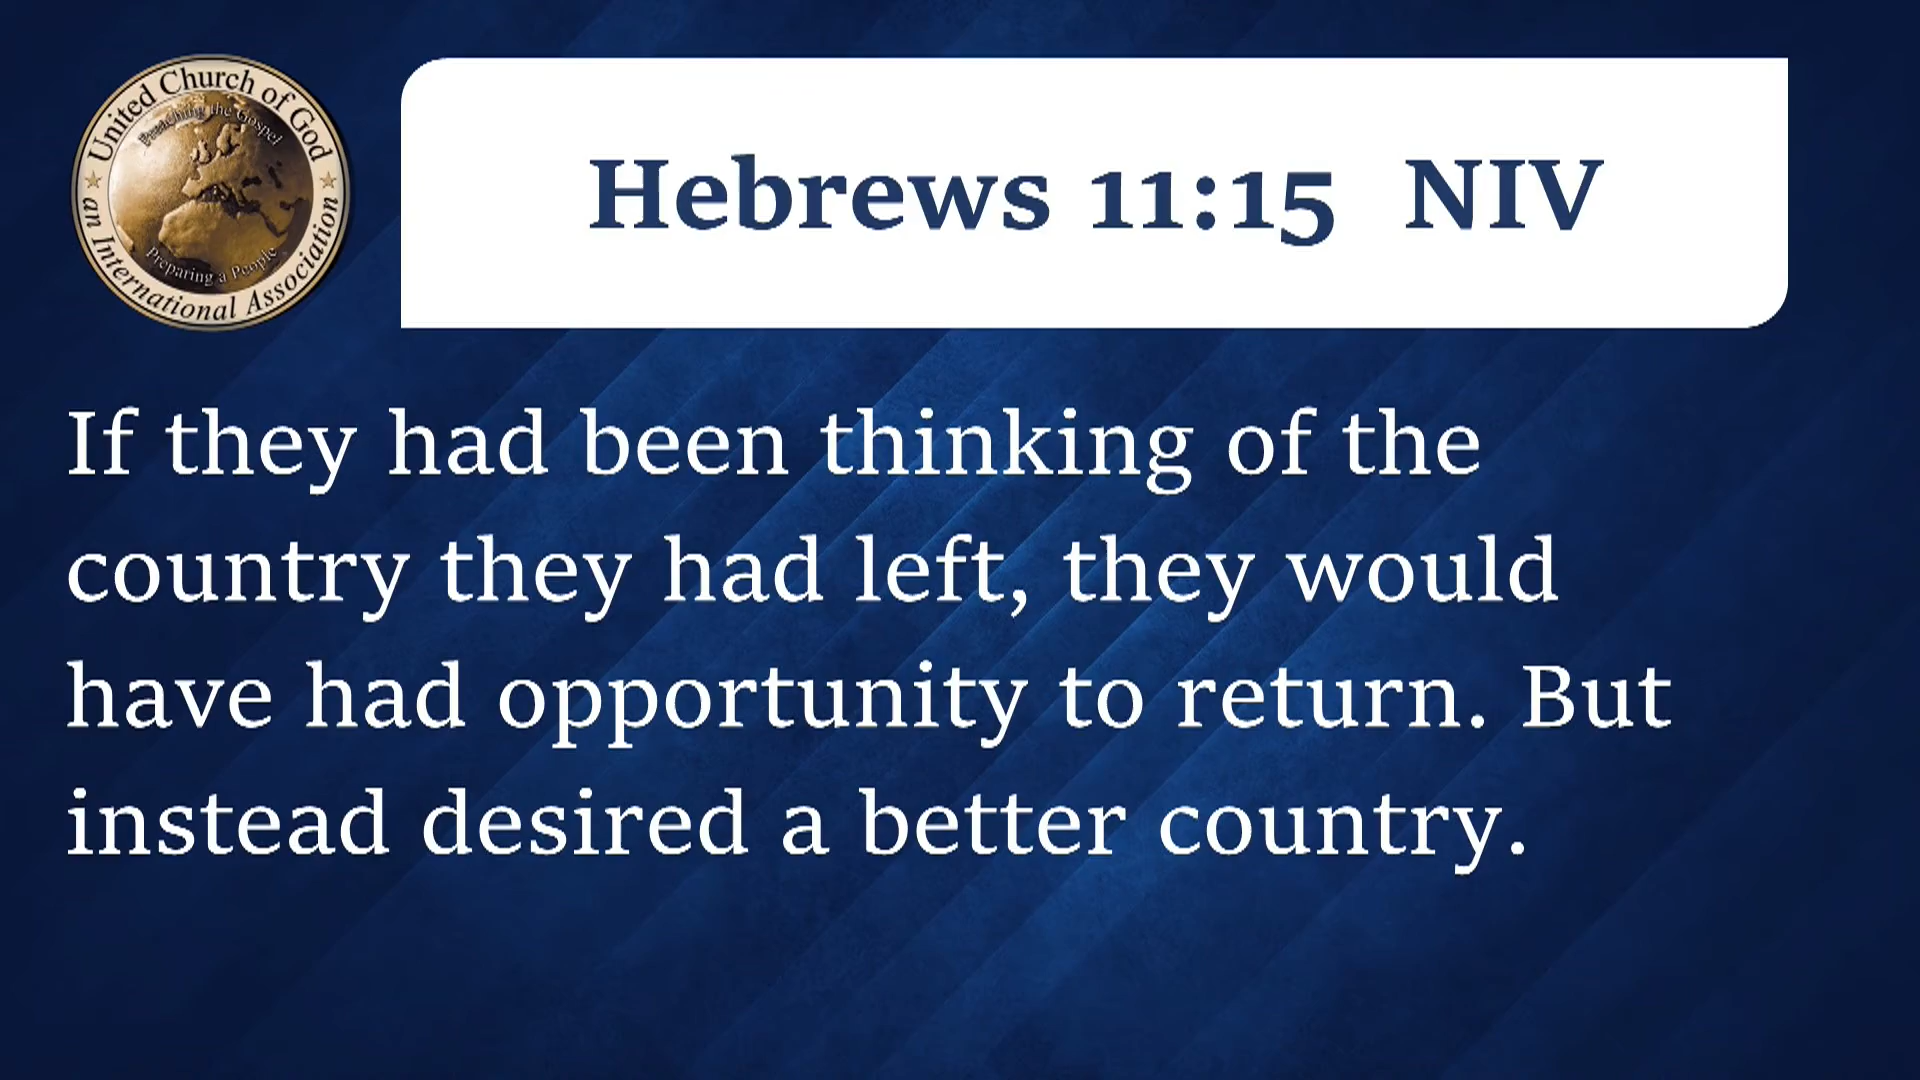 United Church of God
Preaching the Gospel
Preparing a People
an International Association
Hebrews 11:15 NIV
If they had been thinking of the
country they had left, they would
have had opportunity to return. But
instead desired a better country.